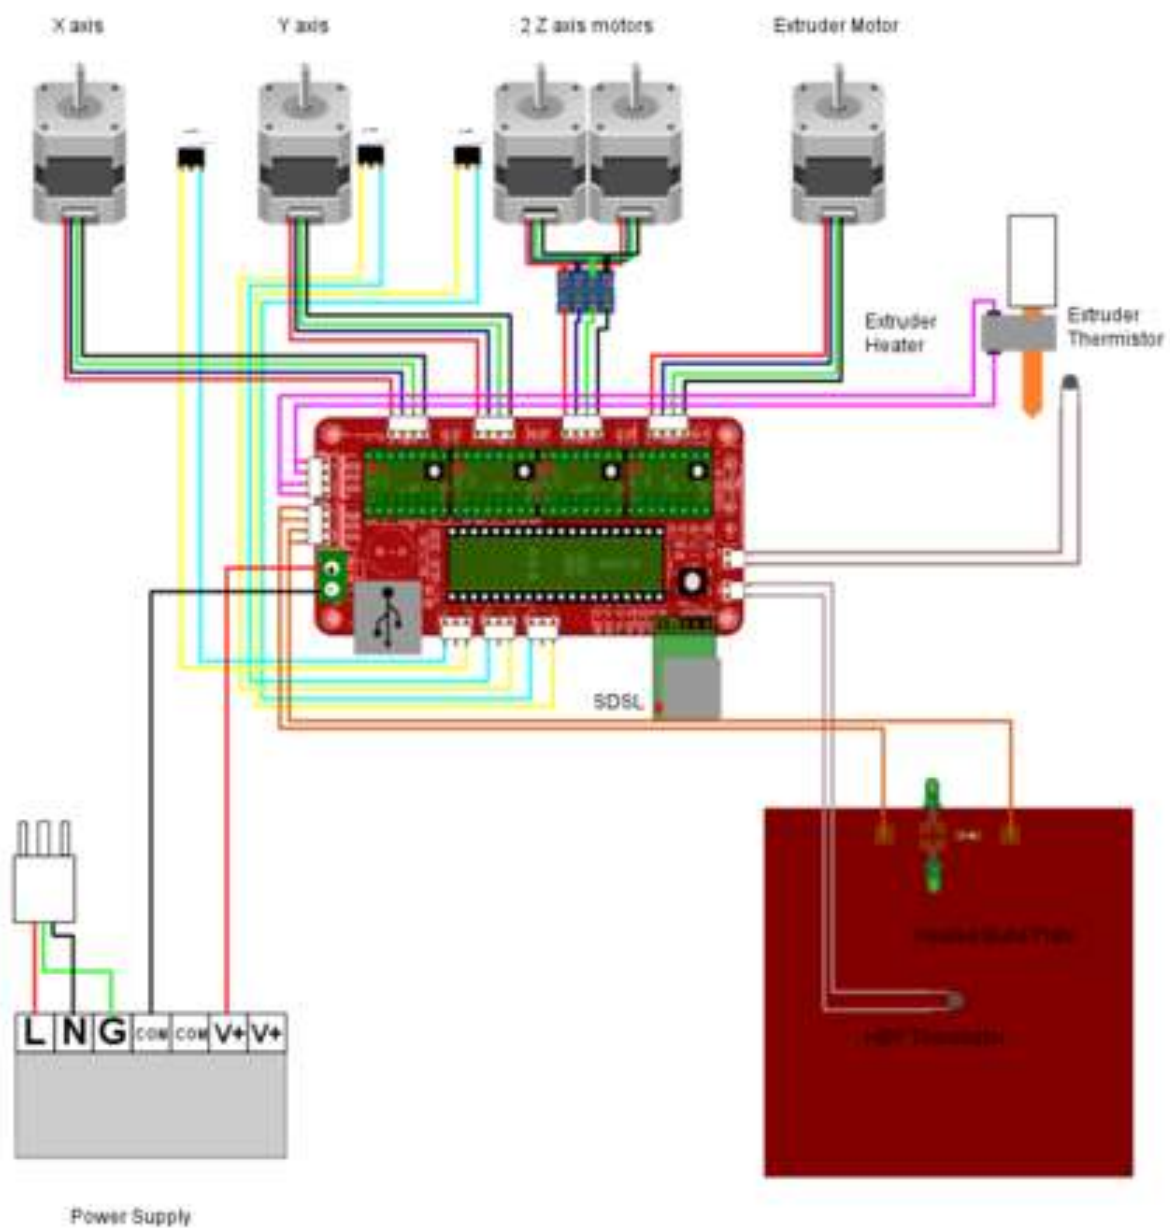 X axis
Y axis
2 Z axis motors
Extruder Motor
Extruder
Heater
Extruder
Thermistor
SDSL
L N G COM COM V+ V+
Power Supply